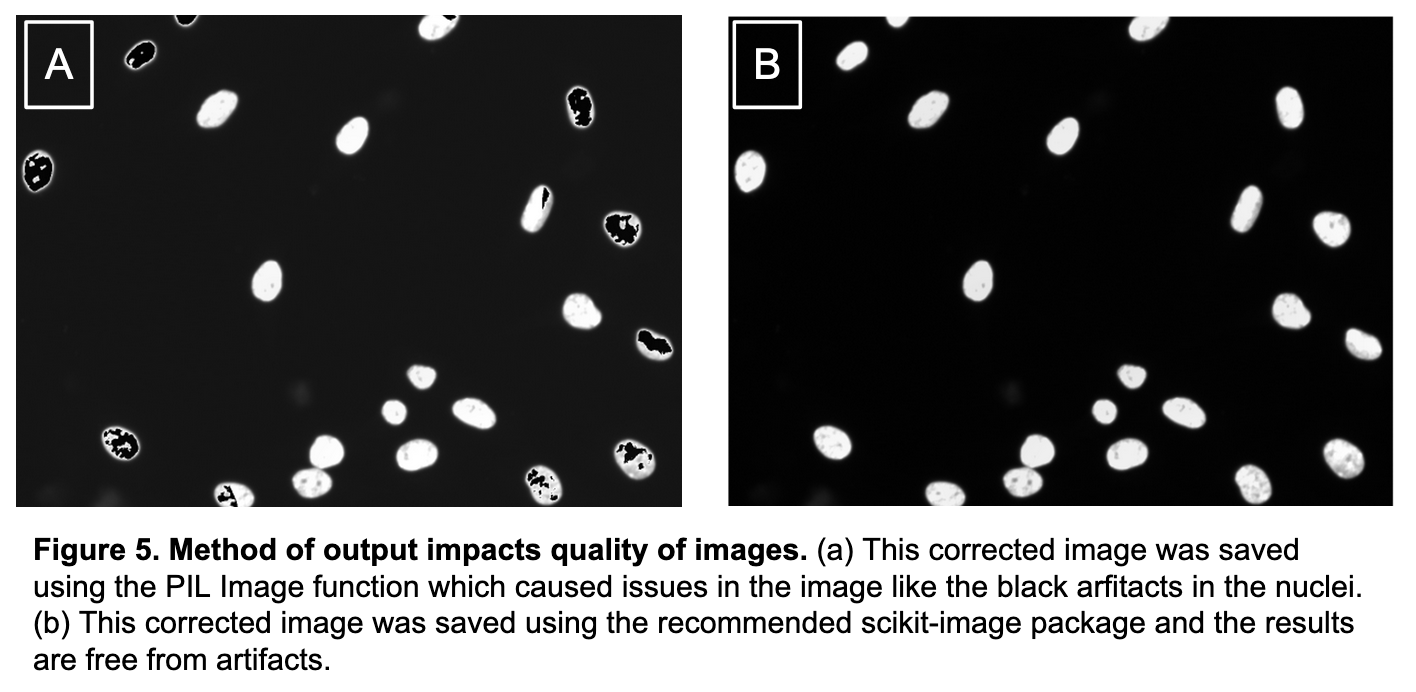 A
B
Figure 5. Method of output impacts quality of images. (a) This corrected image was saved
using the PIL Image function which caused issues in the image like the black arfitacts in the nuclei.
(b) This corrected image was saved using the recommended scikit-image package and the results
are free from artifacts.